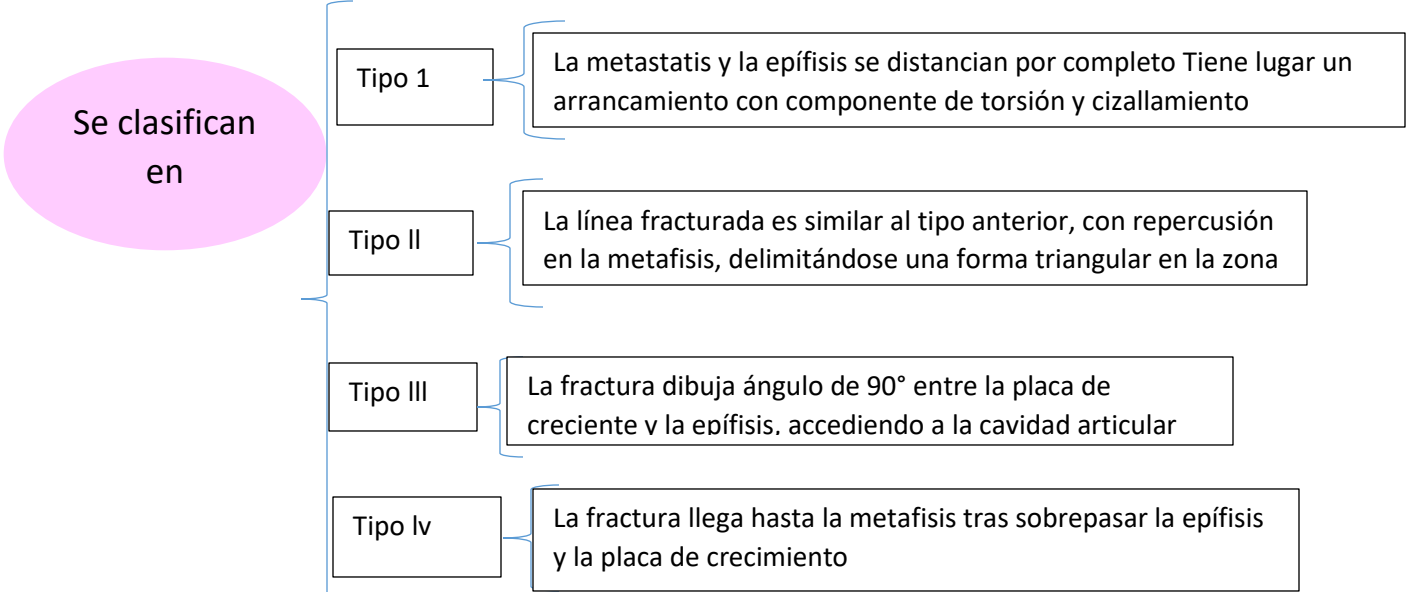 Se clasifican
en
Tipo 1
La metastatis y la epífisis se distancian por completo Tiene lugar un
arrancamiento con componente de torsión y cizallamiento
Tipo ll
La línea fracturada es similar al tipo anterior, con repercusión
en la metafisis, delimitándose una forma triangular en la zona
Tipo lll
La fractura dibuja ángulo de 90° entre la placa de
creciente y la epífisis, accediendo a la cavidad articular
Tipo lv
La fractura llega hasta la metafisis tras sobrepasar la epífisis
y la placa de crecimiento